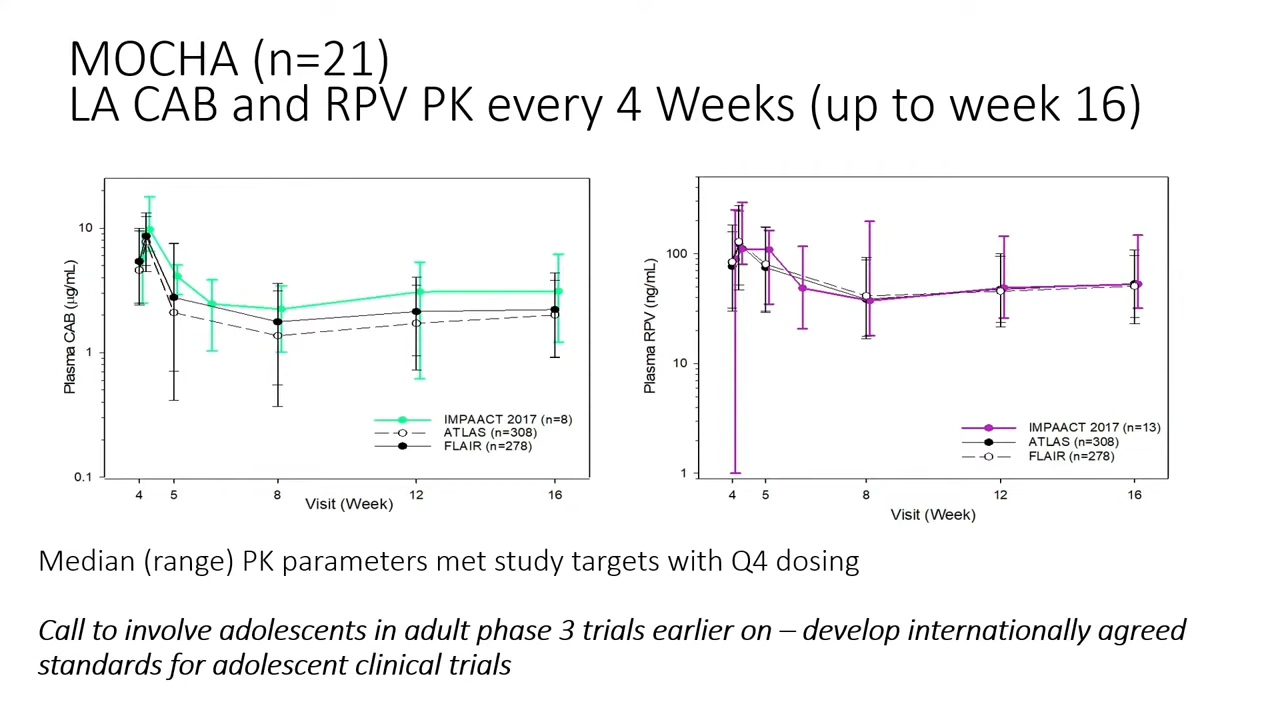 MOCHA (n=21)
LA CAB and RPV PK every 4 Weeks (up to week 16)
Plasma CAB (µg/mL)
10
1
0.1
4 5 8 12 16
Visit (Week)
IMPAACT 2017 (n=8)
ATLAS (n=308)
FLAIR (n=278)
Plasma RPV (ng/mL)
100
10
1
4 5 8 12 16
Visit (Week)
IMPAACT 2017 (n=13)
ATLAS (n=308)
FLAIR (n=278)
Median (range) PK parameters met study targets with Q4 dosing
Call to involve adolescents in adult phase 3 trials earlier on – develop internationally agreed
standards for adolescent clinical trials